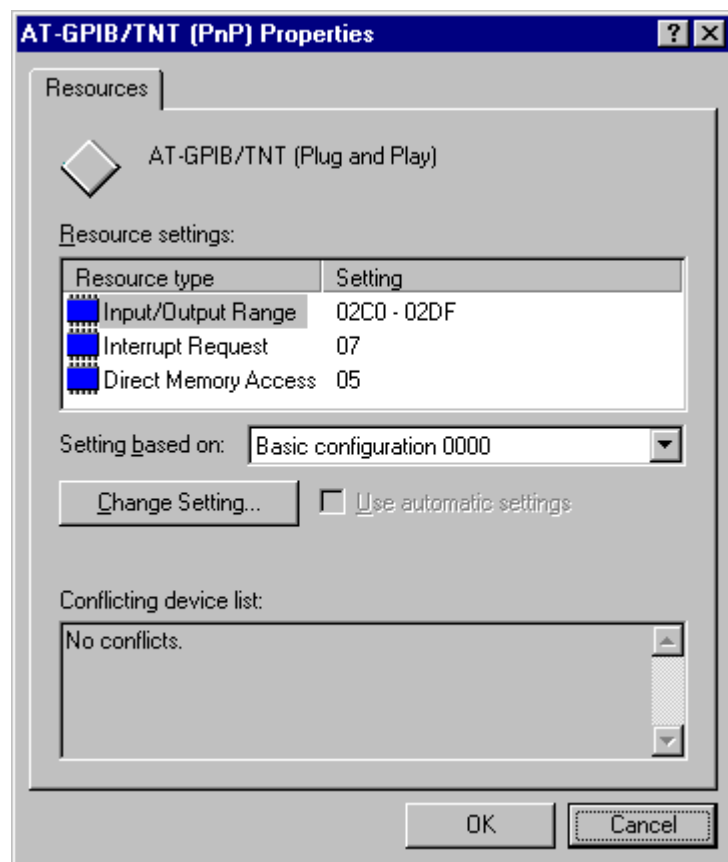 AT-GPIB/TNT (PnP) Properties
Resources
AT-GPIB/TNT (Plug and Play)
Resource settings:
Resource type Setting
Input/Output Range 02C0 - 02DF
Interrupt Request 07
Direct Memory Access 05
Setting based on: Basic configuration 0000
Change Setting... Use automatic settings
Conflicting device list:
No conflicts.
OK Cancel